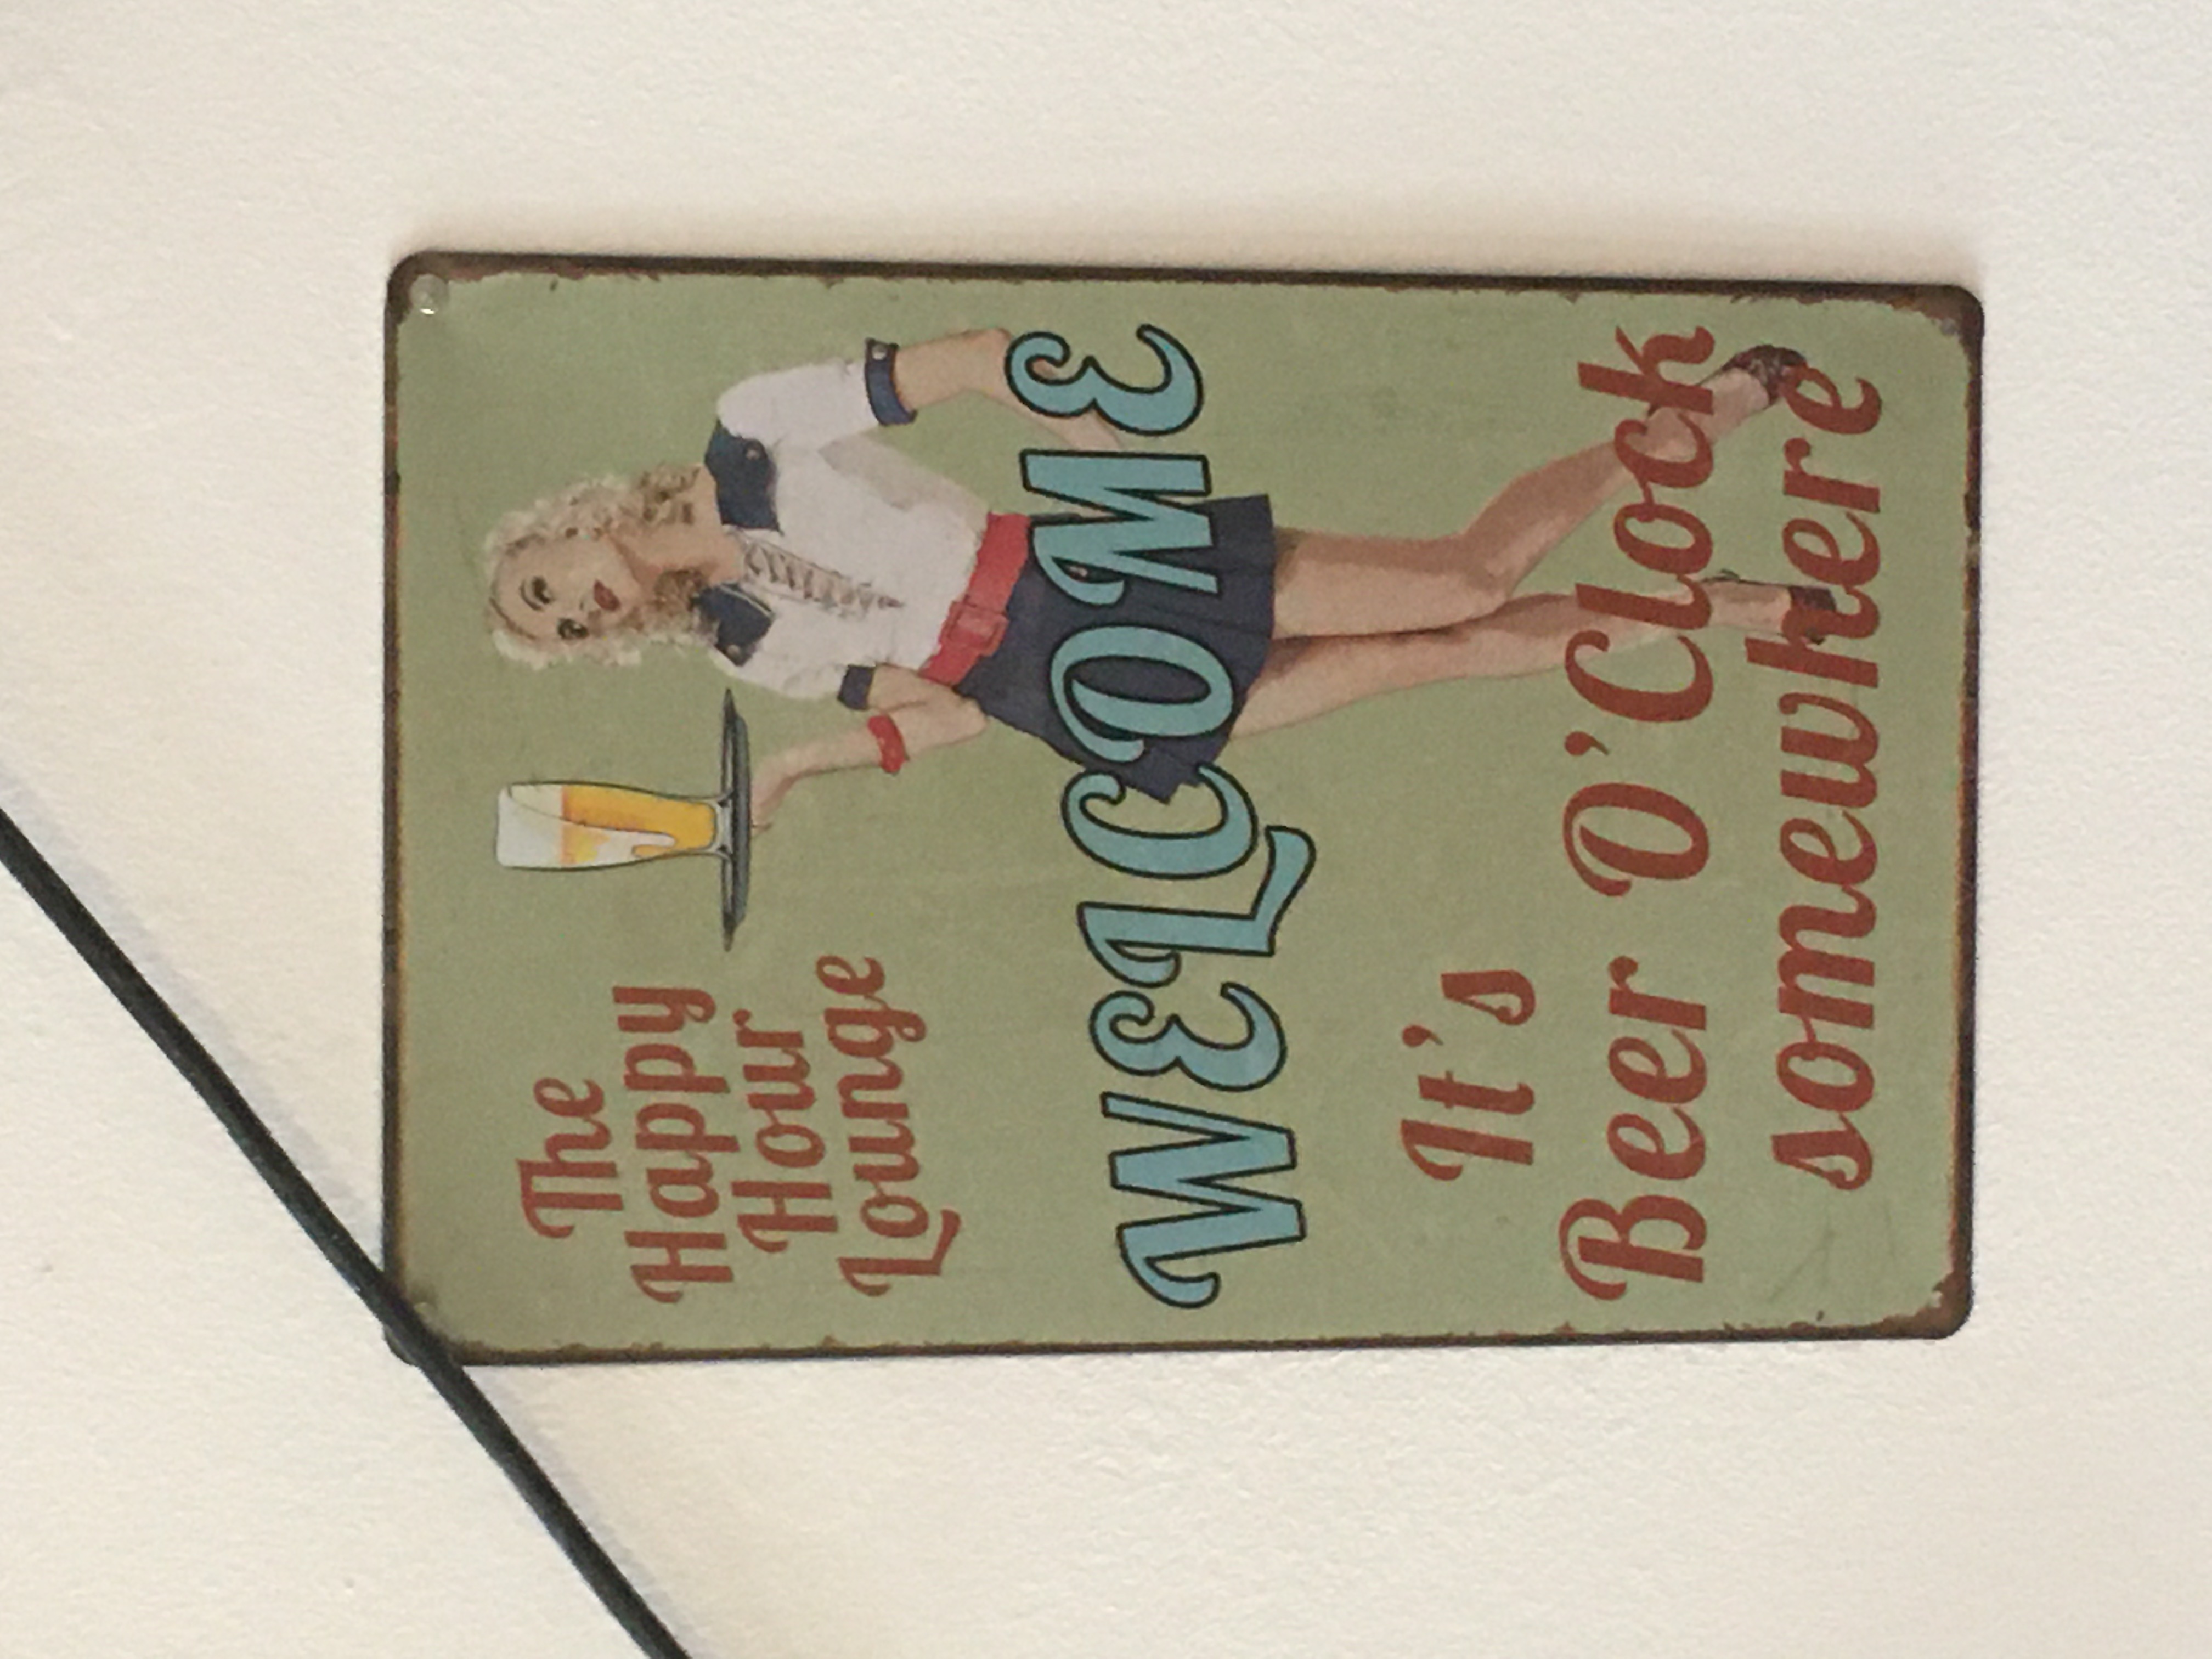 The
Happy
Hour
Lounge
WELCOME
It's
Beer O'Clock
somewhere